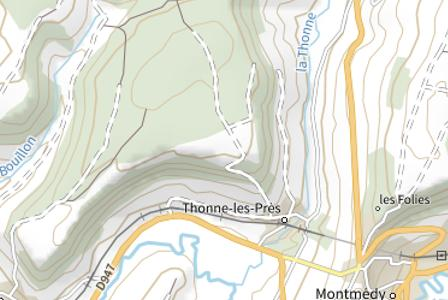 la-Thonne
Bouillon
les Folies
Thonne-les-Près
D947
Montmédy